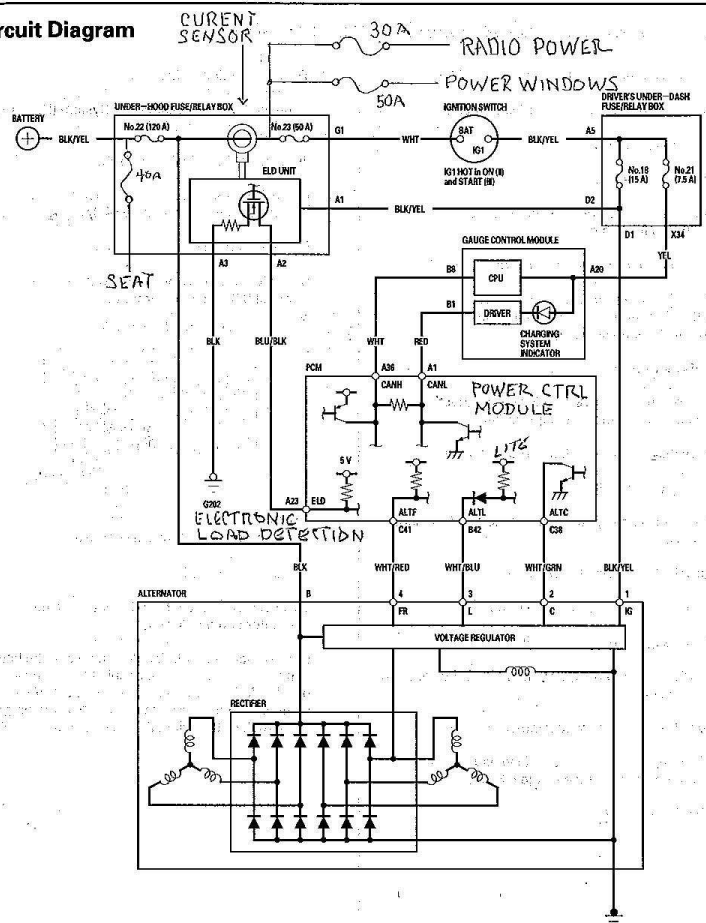 rcuit Diagram
CURENT
SENSOR
30A
RADIO POWER
POWER WINDOWS
50A
UNDER-HOOD FUSE/RELAY BOX
IGNITION SWITCH
DRIVER'S UNDER-DASH
FUSE/RELAY BOX
BATTERY
BLK/YEL
No.22 (120 A)
No.23 (50 A)
G1
WHT
BAT
IG1
BLK/YEL
A5
IG1 HOT in ON (II)
and START (III)
No.18
(15 A)
No.21
(7.5 A)
40A
ELD UNIT
A1
BLK/YEL
D2
D1
X34
A3
A2
SEAT
GAUGE CONTROL MODULE
YEL
B8
CPU
A20
B1
DRIVER
CHARGING
SYSTEM
INDICATOR
BLK
BLU/BLK
WHT
RED
PCM
A36
A1
CANH
CANL
POWER CTRL
MODULE
5 V
LITE
G202
A23
ELD
ALTF
ALTL
ALTC
ELECTRONIC
LOAD DETECTION
C41
B42
C38
BLK
WHT/RED
WHT/BLU
WHT/GRN
BLK/YEL
ALTERNATOR
B
4
3
2
1
FR
L
C
IG
VOLTAGE REGULATOR
RECTIFIER